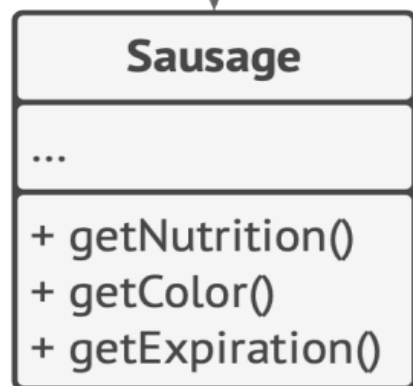 Sausage
...
+ getNutrition()
+ getColor()
+ getExpiration()